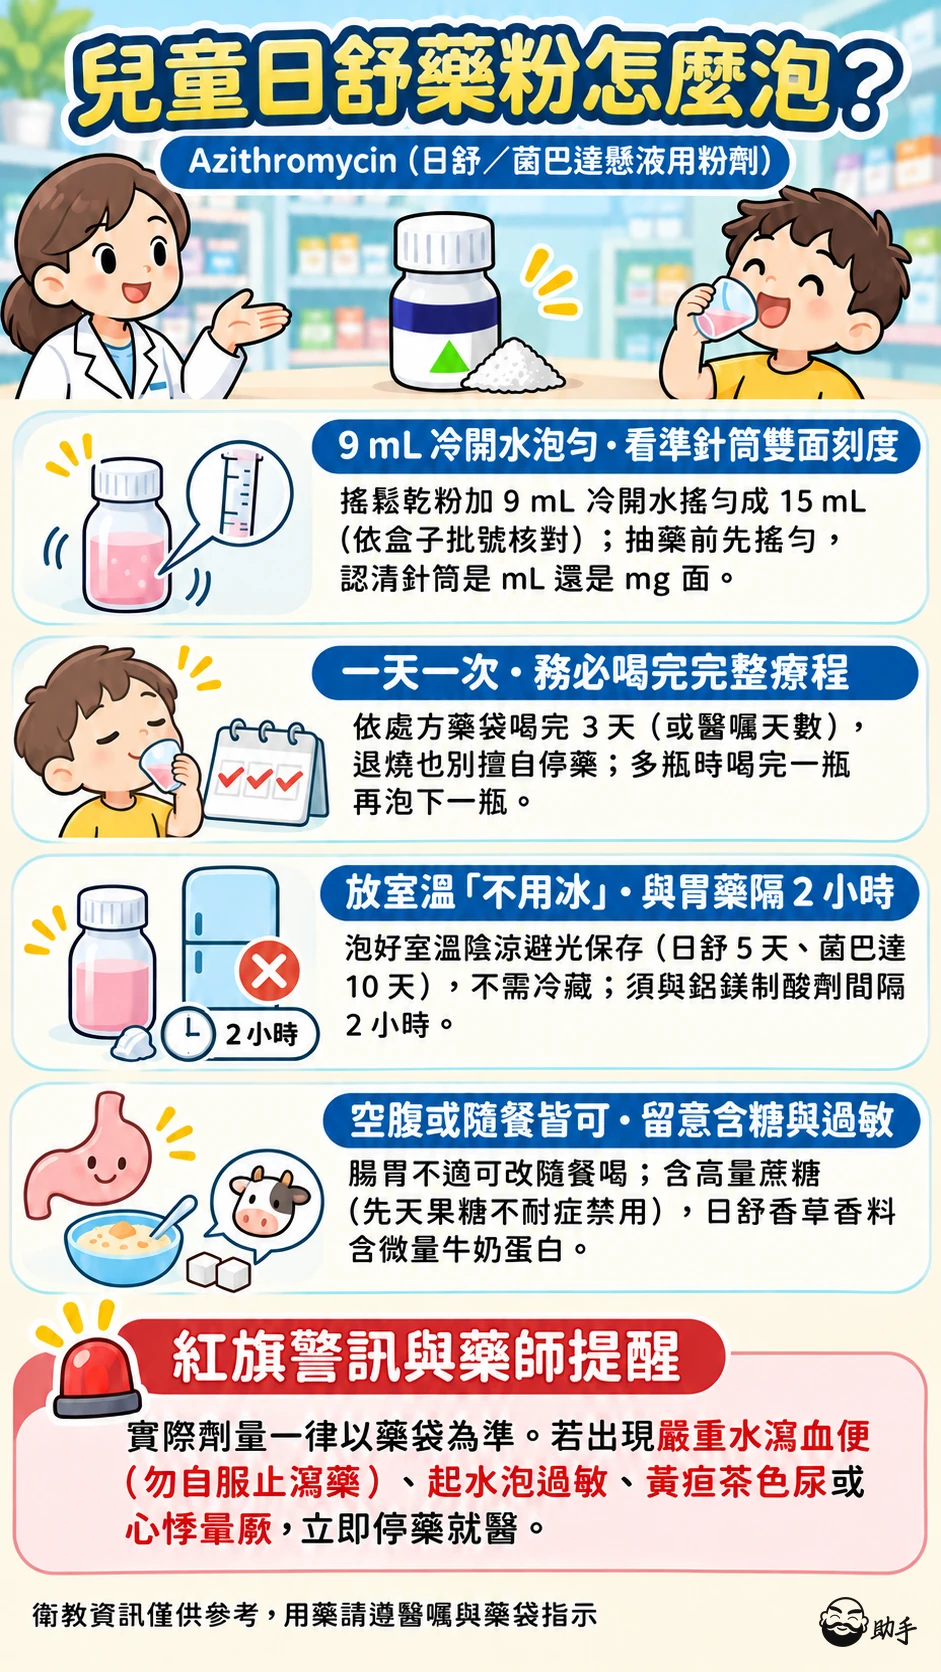 兒童日舒藥粉怎麼泡？
Azithromycin（日舒／菌巴達懸液用粉劑）
9 mL 冷開水泡勻・看準針筒雙面刻度
搖鬆乾粉加 9 mL 冷開水搖勻成 15 mL
（依盒子批號核對）；抽藥前先搖勻，
認清針筒是 mL 還是 mg 面。
一天一次・務必喝完完整療程
依處方藥袋喝完 3 天（或醫囑天數），
退燒也別擅自停藥；多瓶時喝完一瓶
再泡下一瓶。
放室溫「不用冰」・與胃藥隔 2 小時
泡好室溫陰涼避光保存（日舒 5 天、菌巴達
10 天），不需冷藏；須與鋁鎂制酸劑間隔
2 小時。
2 小時
空腹或隨餐皆可・留意含糖與過敏
腸胃不適可改隨餐喝；含高量蔗糖
（先天果糖不耐症禁用），日舒香草香料
含微量牛奶蛋白。
紅旗警訊與藥師提醒
實際劑量一律以藥袋為準。若出現嚴重水瀉血便
（勿自服止瀉藥）、起水泡過敏、黃疸茶色尿或
心悸暈厥，立即停藥就醫。
衛教資訊僅供參考，用藥請遵醫囑與藥袋指示
助手